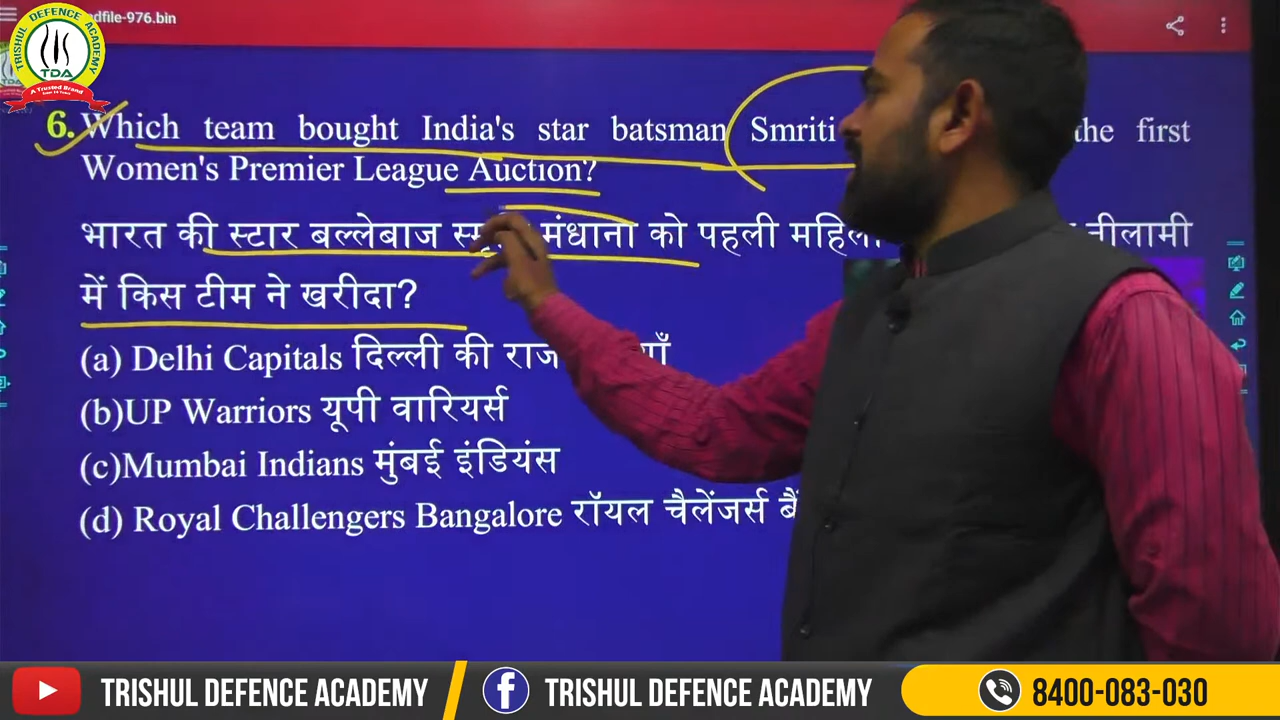 dfile-976.bin
TRISHUL DEFENCE ACADEMY
TDA
A Trusted Brand
6. Which team bought India's star batsman Smriti the first
Women's Premier League Auction?
भारत की स्टार बल्लेबाज मंधाना को पहली नीलामी
में किस टीम ने खरीदा?
(a) Delhi Capitals दिल्ली की
(b)UP Warriors यूपी वारियर्स
(c)Mumbai Indians मुंबई इंडियंस
(d) Royal Challengers Bangalore रॉयल चैलेंजर्स
TRISHUL DEFENCE ACADEMY
TRISHUL DEFENCE ACADEMY
8400-083-030